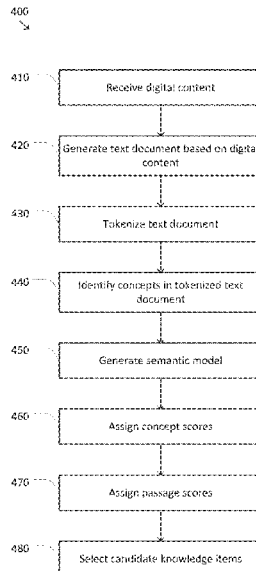 400
410
Receive digital content
420
Generate text document based on digital
content
430
Tokenize text document
440
Identify concepts in tokenized text
document
450
Generate semantic model
460
Assign concept scores
470
Assign passage scores
480
Select candidate knowledge items